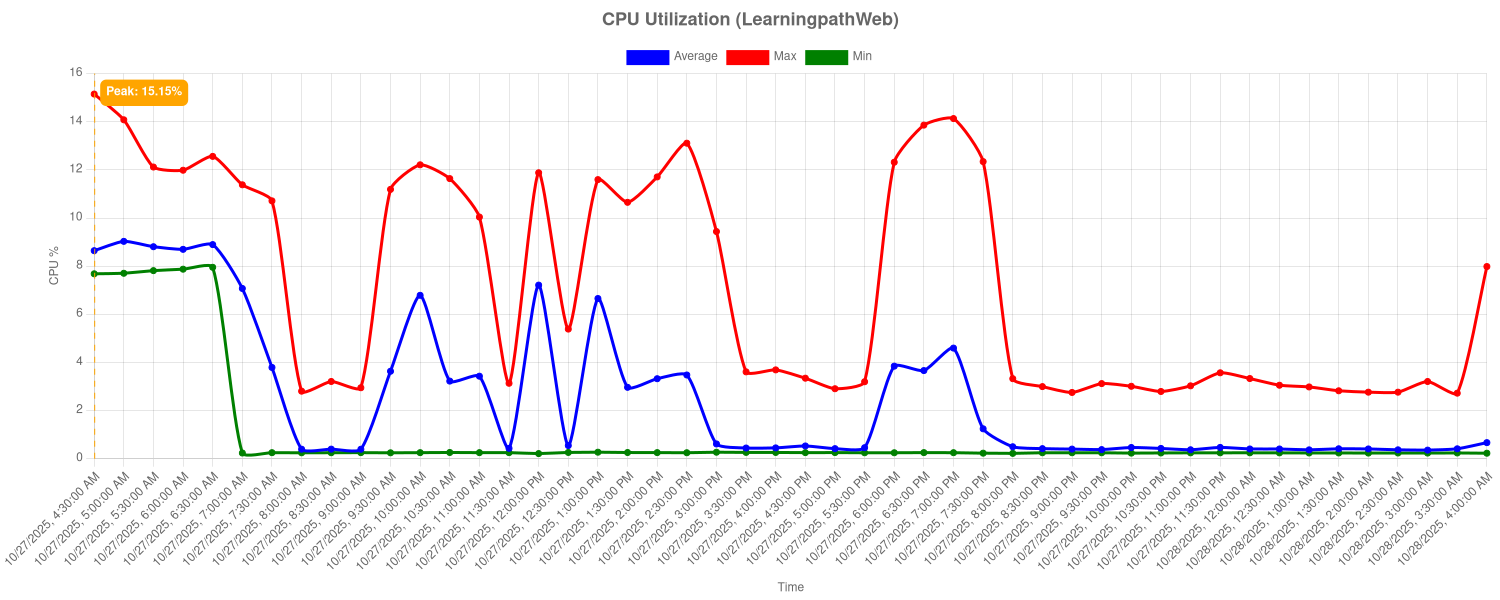 CPU Utilization (LearningpathWeb)
Average Max Min
Peak: 15.15%
16
14
12
10
8
6
4
2
0
CPU %
10/27/2025, 4:30:00 AM
10/27/2025, 5:00:00 AM
10/27/2025, 5:30:00 AM
10/27/2025, 6:00:00 AM
10/27/2025, 6:30:00 AM
10/27/2025, 7:00:00 AM
10/27/2025, 7:30:00 AM
10/27/2025, 8:00:00 AM
10/27/2025, 8:30:00 AM
10/27/2025, 9:00:00 AM
10/27/2025, 9:30:00 AM
10/27/2025, 10:00:00 AM
10/27/2025, 10:30:00 AM
10/27/2025, 11:00:00 AM
10/27/2025, 11:30:00 AM
10/27/2025, 12:00:00 PM
10/27/2025, 12:30:00 PM
10/27/2025, 1:00:00 PM
10/27/2025, 1:30:00 PM
10/27/2025, 2:00:00 PM
10/27/2025, 2:30:00 PM
10/27/2025, 3:00:00 PM
10/27/2025, 3:30:00 PM
10/27/2025, 4:00:00 PM
10/27/2025, 4:30:00 PM
10/27/2025, 5:00:00 PM
10/27/2025, 5:30:00 PM
10/27/2025, 6:00:00 PM
10/27/2025, 6:30:00 PM
10/27/2025, 7:00:00 PM
10/27/2025, 7:30:00 PM
10/27/2025, 8:00:00 PM
10/27/2025, 8:30:00 PM
10/27/2025, 9:00:00 PM
10/27/2025, 9:30:00 PM
10/27/2025, 10:00:00 PM
10/27/2025, 10:30:00 PM
10/27/2025, 11:00:00 PM
10/27/2025, 11:30:00 PM
10/28/2025, 12:00:00 AM
10/28/2025, 12:30:00 AM
10/28/2025, 1:00:00 AM
10/28/2025, 1:30:00 AM
10/28/2025, 2:00:00 AM
10/28/2025, 2:30:00 AM
10/28/2025, 3:00:00 AM
10/28/2025, 3:30:00 AM
10/28/2025, 4:00:00 AM
Time